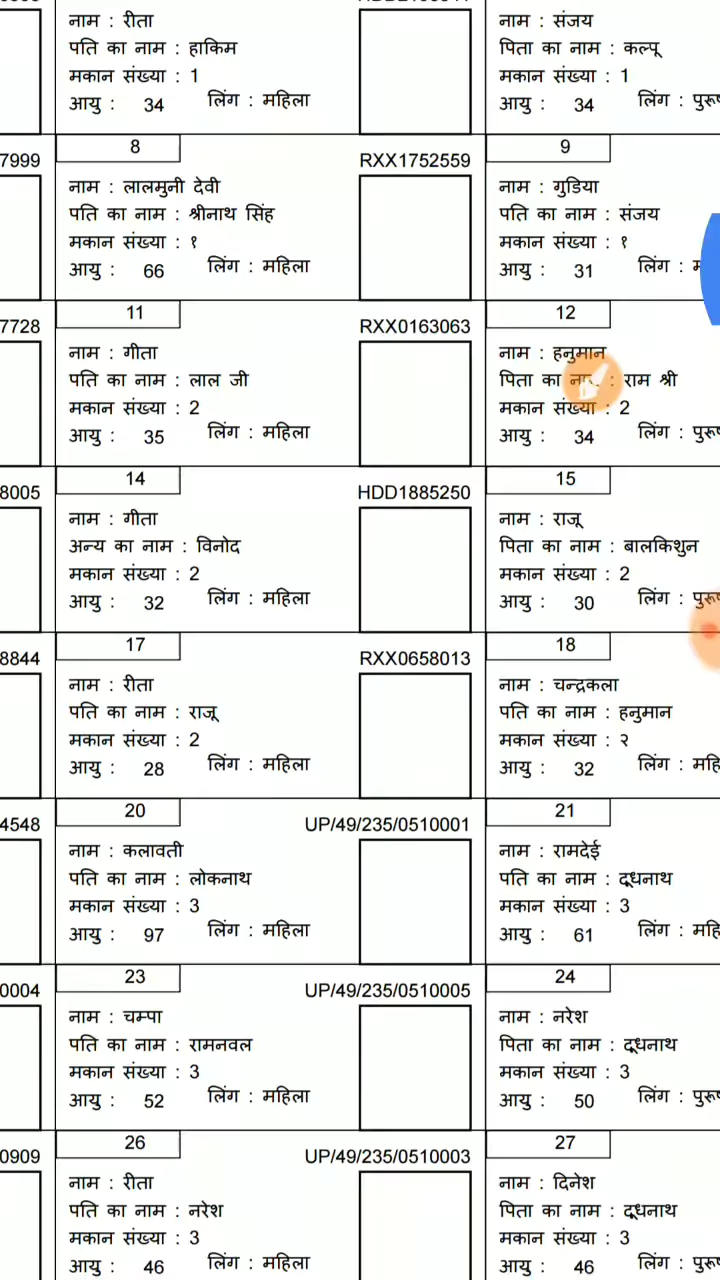 नाम : रीता
पति का नाम : हाकिम
मकान संख्या : 1
आयु : 34 लिंग : महिला
नाम : संजय
पिता का नाम : कल्पू
मकान संख्या : 1
आयु : 34 लिंग :
7999
8 RXX1752559
नाम : लालमुनी देवी
पति का नाम : श्रीनाथ सिंह
मकान संख्या : १
आयु : 66 लिंग : महिला
9
नाम : गुडिया
पति का नाम : संजय
मकान संख्या : १
आयु : 31 लिंग :
7728
11 RXX0163063
नाम : गीता
पति का नाम : लाल जी
मकान संख्या : 2
आयु : 35 लिंग : महिला
12
नाम : हनुमान
पिता का : राम श्री
मकान संख्या : 2
आयु : 34 लिंग :
8005
14 HDD1885250
नाम : गीता
अन्य का नाम : विनोद
मकान संख्या : 2
आयु : 32 लिंग : महिला
15
नाम : राजू
पिता का नाम : बालकिशुन
मकान संख्या : 2
आयु : 30 लिंग :
8844
17 RXX0658013
नाम : रीता
पति का नाम : राजू
मकान संख्या : 2
आयु : 28 लिंग : महिला
18
नाम : चन्द्रकला
पति का नाम : हनुमान
मकान संख्या : २
आयु : 32 लिंग :
4548
20 UP/49/235/0510001
नाम : कलावती
पति का नाम : लोकनाथ
मकान संख्या : 3
आयु : 97 लिंग : महिला
21
नाम : रामदेई
पति का नाम : दूधनाथ
मकान संख्या : 3
आयु : 61 लिंग :
0004
23 UP/49/235/0510005
नाम : चम्पा
पति का नाम : रामनवल
मकान संख्या : 3
आयु : 52 लिंग : महिला
24
नाम : नरेश
पिता का नाम : दूधनाथ
मकान संख्या : 3
आयु : 50 लिंग :
0909
26 UP/49/235/0510003
नाम : रीता
पति का नाम : नरेश
मकान संख्या : 3
आयु : 46 लिंग : महिला
27
नाम : दिनेश
पिता का नाम : दूधनाथ
मकान संख्या : 3
आयु : 46 लिंग :